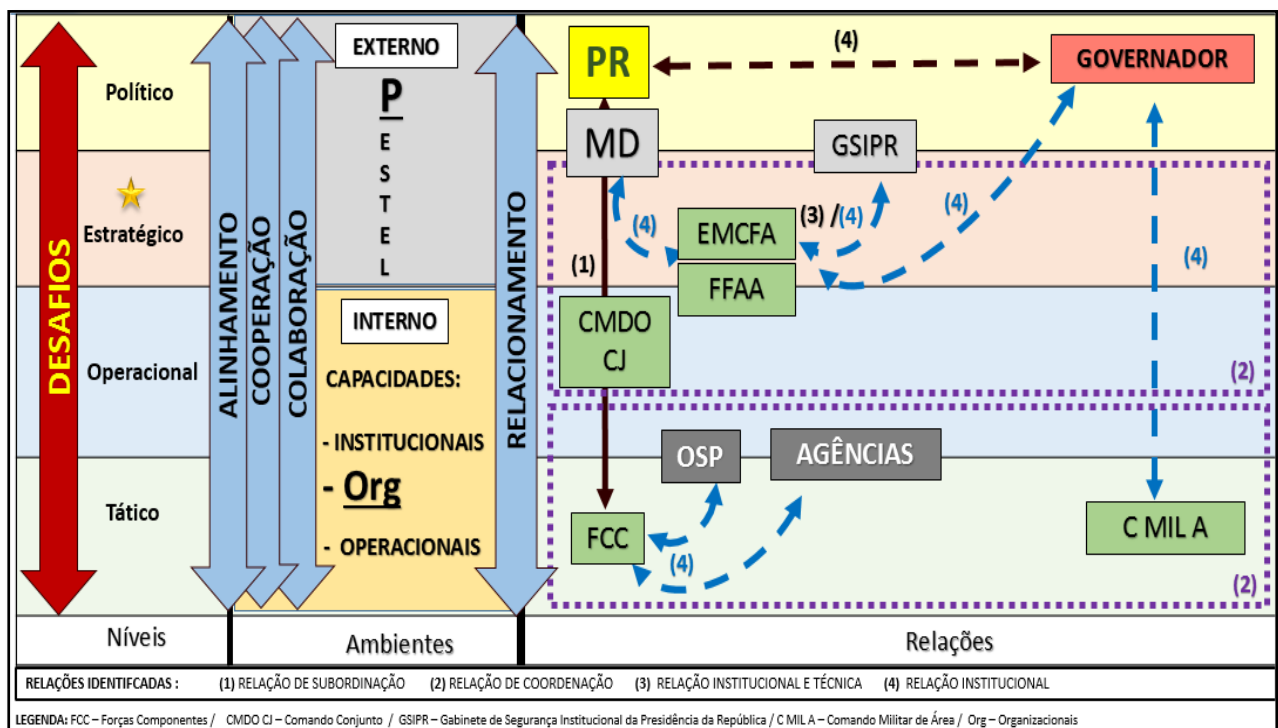 DESAFIOS
Político
Estratégico
Operacional
Tático
Níveis
ALINHAMENTO
COOPERAÇÃO
COLABORAÇÃO
EXTERNO
P
E
S
T
E
L
INTERNO
CAPACIDADES:
- INSTITUCIONAIS
- Org
- OPERACIONAIS
Ambientes
RELACIONAMENTO
PR
(4)
GOVERNADOR
MD
GSIPR
(4)
EMCFA
(3) /(4)
(4)
(4)
(1)
FFAA
CMDO
CJ
(2)
OSP
AGÊNCIAS
FCC
(4)
C MIL A
(2)
Relações
RELAÇÕES IDENTIFCADAS : (1) RELAÇÃO DE SUBORDINAÇÃO (2) RELAÇÃO DE COORDENAÇÃO (3) RELAÇÃO INSTITUCIONAL E TÉCNICA (4) RELAÇÃO INSTITUCIONAL
LEGENDA: FCC – Forças Componentes / CMDO CJ – Comando Conjunto / GSIPR – Gabinete de Segurança Institucional da Presidência da República / C MIL A – Comando Militar de Área / Org – Organizacionais